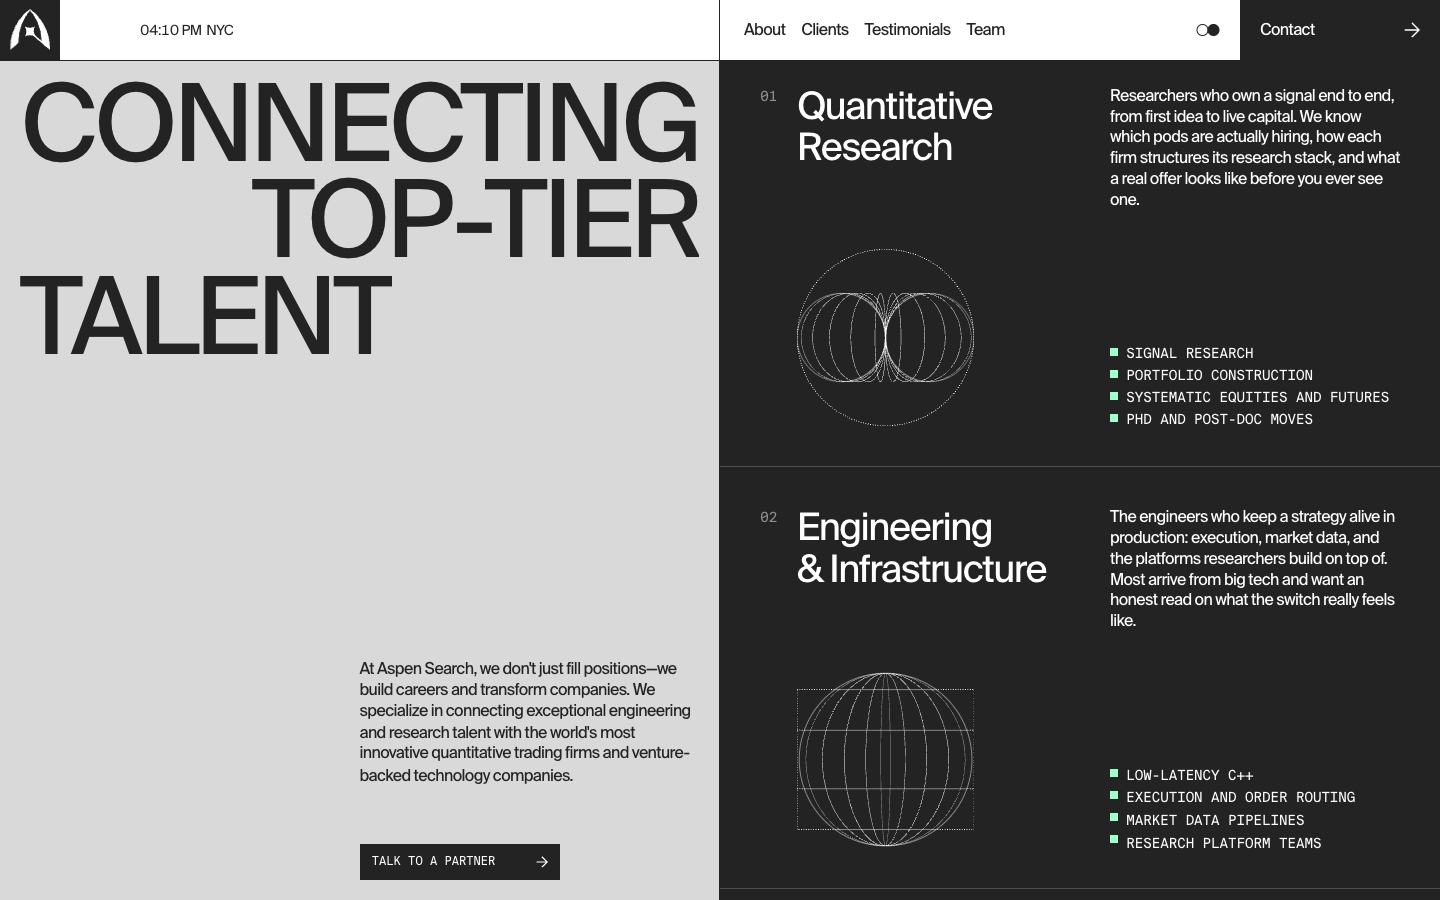 04:10 PM NYC
About Clients Testimonials Team
Contact
CONNECTING
TOP-TIER
TALENT
At Aspen Search, we don't just fill positions—we
build careers and transform companies. We
specialize in connecting exceptional engineering
and research talent with the world's most
innovative quantitative trading firms and venture-
backed technology companies.
TALK TO A PARTNER
01
Quantitative
Research
Researchers who own a signal end to end,
from first idea to live capital. We know
which pods are actually hiring, how each
firm structures its research stack, and what
a real offer looks like before you ever see
one.
SIGNAL RESEARCH
PORTFOLIO CONSTRUCTION
SYSTEMATIC EQUITIES AND FUTURES
PHD AND POST-DOC MOVES
02
Engineering
& Infrastructure
The engineers who keep a strategy alive in
production: execution, market data, and
the platforms researchers build on top of.
Most arrive from big tech and want an
honest read on what the switch really feels
like.
LOW-LATENCY C++
EXECUTION AND ORDER ROUTING
MARKET DATA PIPELINES
RESEARCH PLATFORM TEAMS